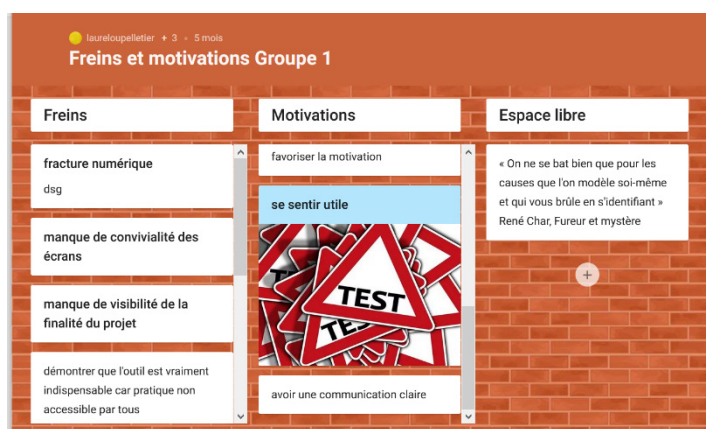 laureloupelletier + 3 • 5 mois
Freins et motivations Groupe 1
Freins
fracture numérique
dsg
manque de convivialité des
écrans
manque de visibilité de la
finalité du projet
démontrer que l'outil est vraiment
indispensable car pratique non
accessible par tous
Motivations
favoriser la motivation
se sentir utile
TEST
TEST
avoir une communication claire
Espace libre
« On ne se bat bien que pour les
causes que l'on modèle soi-même
et qui vous brûle en s'identifiant »
René Char, Fureur et mystère